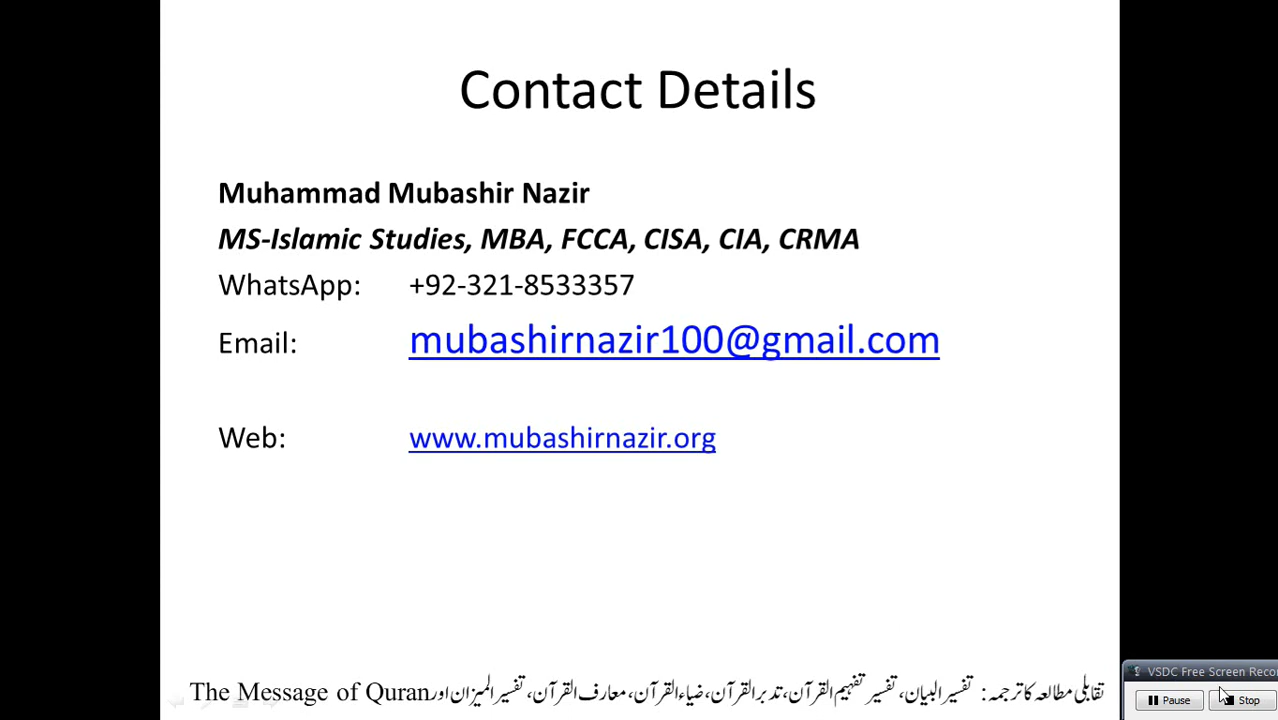 Contact Details
Muhammad Mubashir Nazir
MS-Islamic Studies, MBA, FCCA, CISA, CIA, CRMA
WhatsApp: +92-321-8533357
Email: mubashirnazir100@gmail.com
Web: www.mubashirnazir.org
تقابلی مطالعہ کا ترجمہ: تفسیر البیان، تفسیر تفہیم القرآن، تدبر القرآن، ضیاء القرآن، معارف القرآن، تفسیر المیزان اور The Message of Quran
VSDC Free Screen Reco
Pause Stop